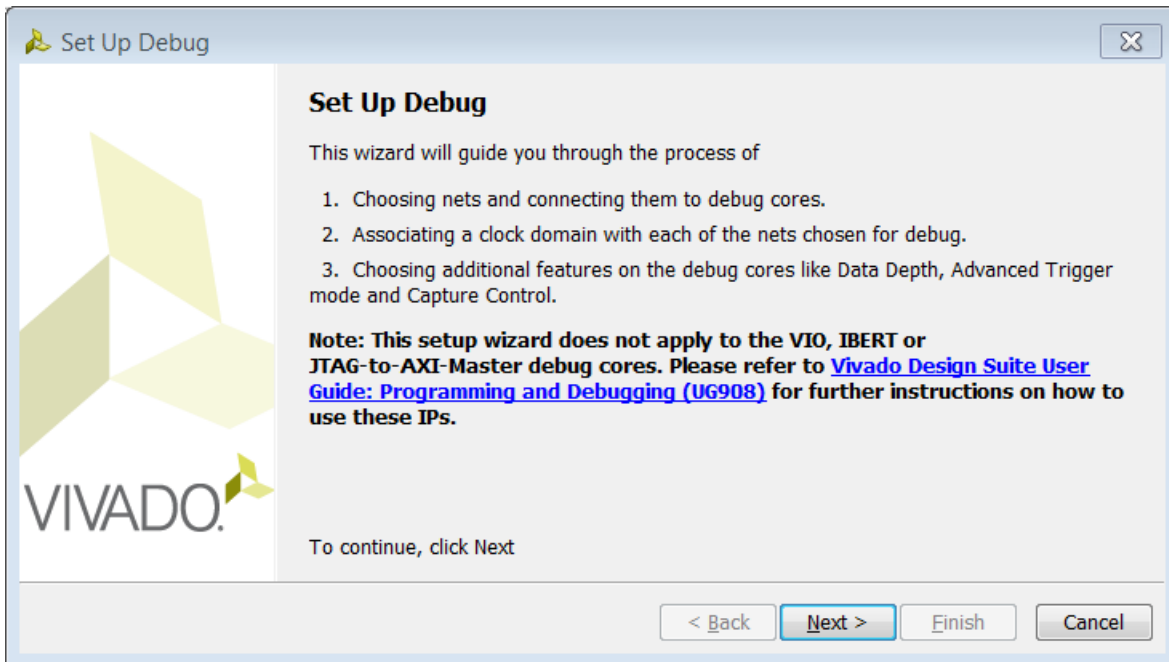 Set Up Debug
Set Up Debug
This wizard will guide you through the process of
1. Choosing nets and connecting them to debug cores.
2. Associating a clock domain with each of the nets chosen for debug.
3. Choosing additional features on the debug cores like Data Depth, Advanced Trigger
mode and Capture Control.
Note: This setup wizard does not apply to the VIO, IBERT or
JTAG-to-AXI-Master debug cores. Please refer to Vivado Design Suite User
Guide: Programming and Debugging (UG908) for further instructions on how to
use these IPs.
VIVADO.
To continue, click Next
< Back Next > Finish Cancel